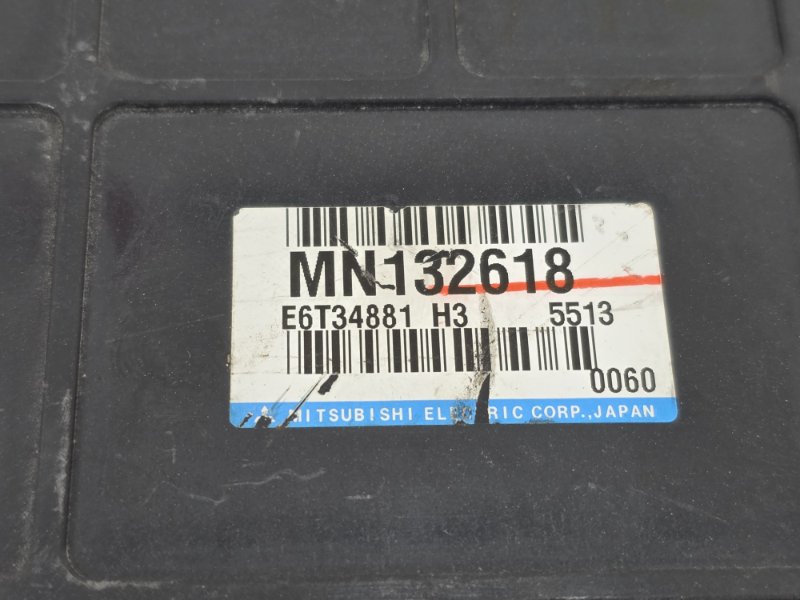 MN132618
E6T34881 H3 5513
0060
MITSUBISHI ELECTRIC CORP.,JAPAN